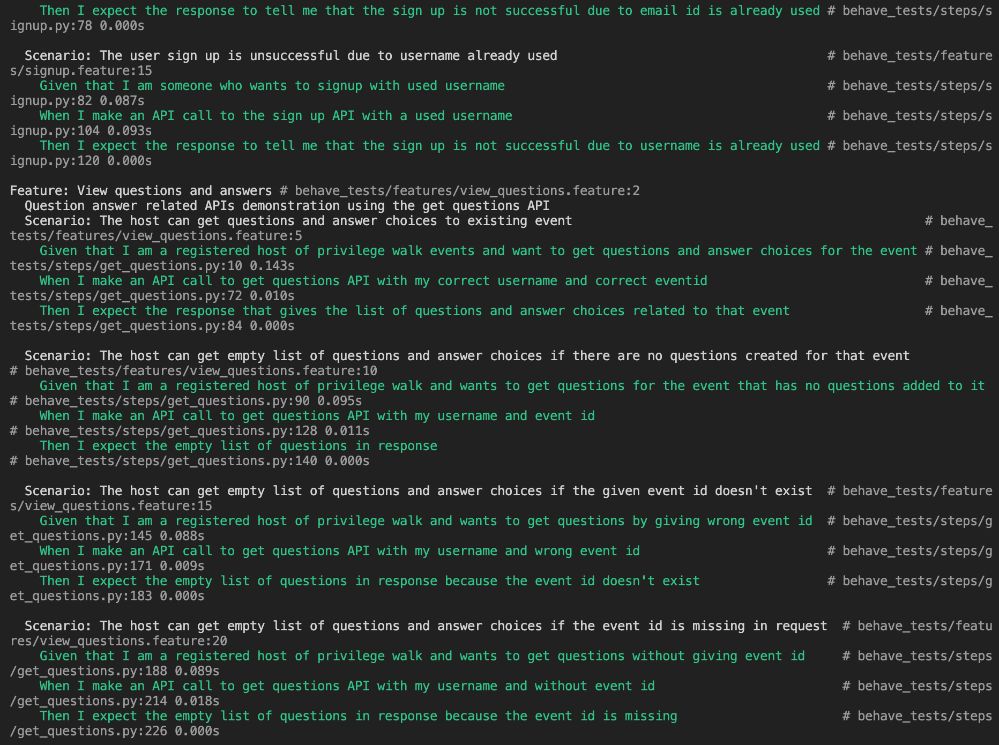 Then I expect the response to tell me that the sign up is not successful due to email id is already used # behave_tests/steps/s
ignup.py:78 0.000s
Scenario: The user sign up is unsuccessful due to username already used # behave_tests/feature
s/signup.feature:15
Given that I am someone who wants to signup with used username # behave_tests/steps/s
ignup.py:82 0.087s
When I make an API call to the sign up API with a used username # behave_tests/steps/s
ignup.py:104 0.093s
Then I expect the response to tell me that the sign up is not successful due to username is already used # behave_tests/steps/s
ignup.py:120 0.000s
Feature: View questions and answers # behave_tests/features/view_questions.feature:2
Question answer related APIs demonstration using the get questions API
Scenario: The host can get questions and answer choices to existing event # behave_
tests/features/view_questions.feature:5
Given that I am a registered host of privilege walk events and want to get questions and answer choices for the event # behave_
tests/steps/get_questions.py:10 0.143s
When I make an API call to get questions API with my correct username and correct eventid # behave_
tests/steps/get_questions.py:72 0.010s
Then I expect the response that gives the list of questions and answer choices related to that event # behave_
tests/steps/get_questions.py:84 0.000s
Scenario: The host can get empty list of questions and answer choices if there are no questions created for that event
# behave_tests/features/view_questions.feature:10
Given that I am a registered host of privilege walk and wants to get questions for the event that has no questions added to it
# behave_tests/steps/get_questions.py:90 0.095s
When I make an API call to get questions API with my username and event id
# behave_tests/steps/get_questions.py:128 0.011s
Then I expect the empty list of questions in response
# behave_tests/steps/get_questions.py:140 0.000s
Scenario: The host can get empty list of questions and answer choices if the given event id doesn't exist # behave_tests/feature
s/view_questions.feature:15
Given that I am a registered host of privilege walk and wants to get questions by giving wrong event id # behave_tests/steps/g
et_questions.py:145 0.088s
When I make an API call to get questions API with my username and wrong event id # behave_tests/steps/g
et_questions.py:171 0.009s
Then I expect the empty list of questions in response because the event id doesn't exist # behave_tests/steps/g
et_questions.py:183 0.000s
Scenario: The host can get empty list of questions and answer choices if the event id is missing in request # behave_tests/featu
res/view_questions.feature:20
Given that I am a registered host of privilege walk and wants to get questions without giving event id # behave_tests/steps
/get_questions.py:188 0.089s
When I make an API call to get questions API with my username and without event id # behave_tests/steps
/get_questions.py:214 0.018s
Then I expect the empty list of questions in response because the event id is missing # behave_tests/steps
/get_questions.py:226 0.000s